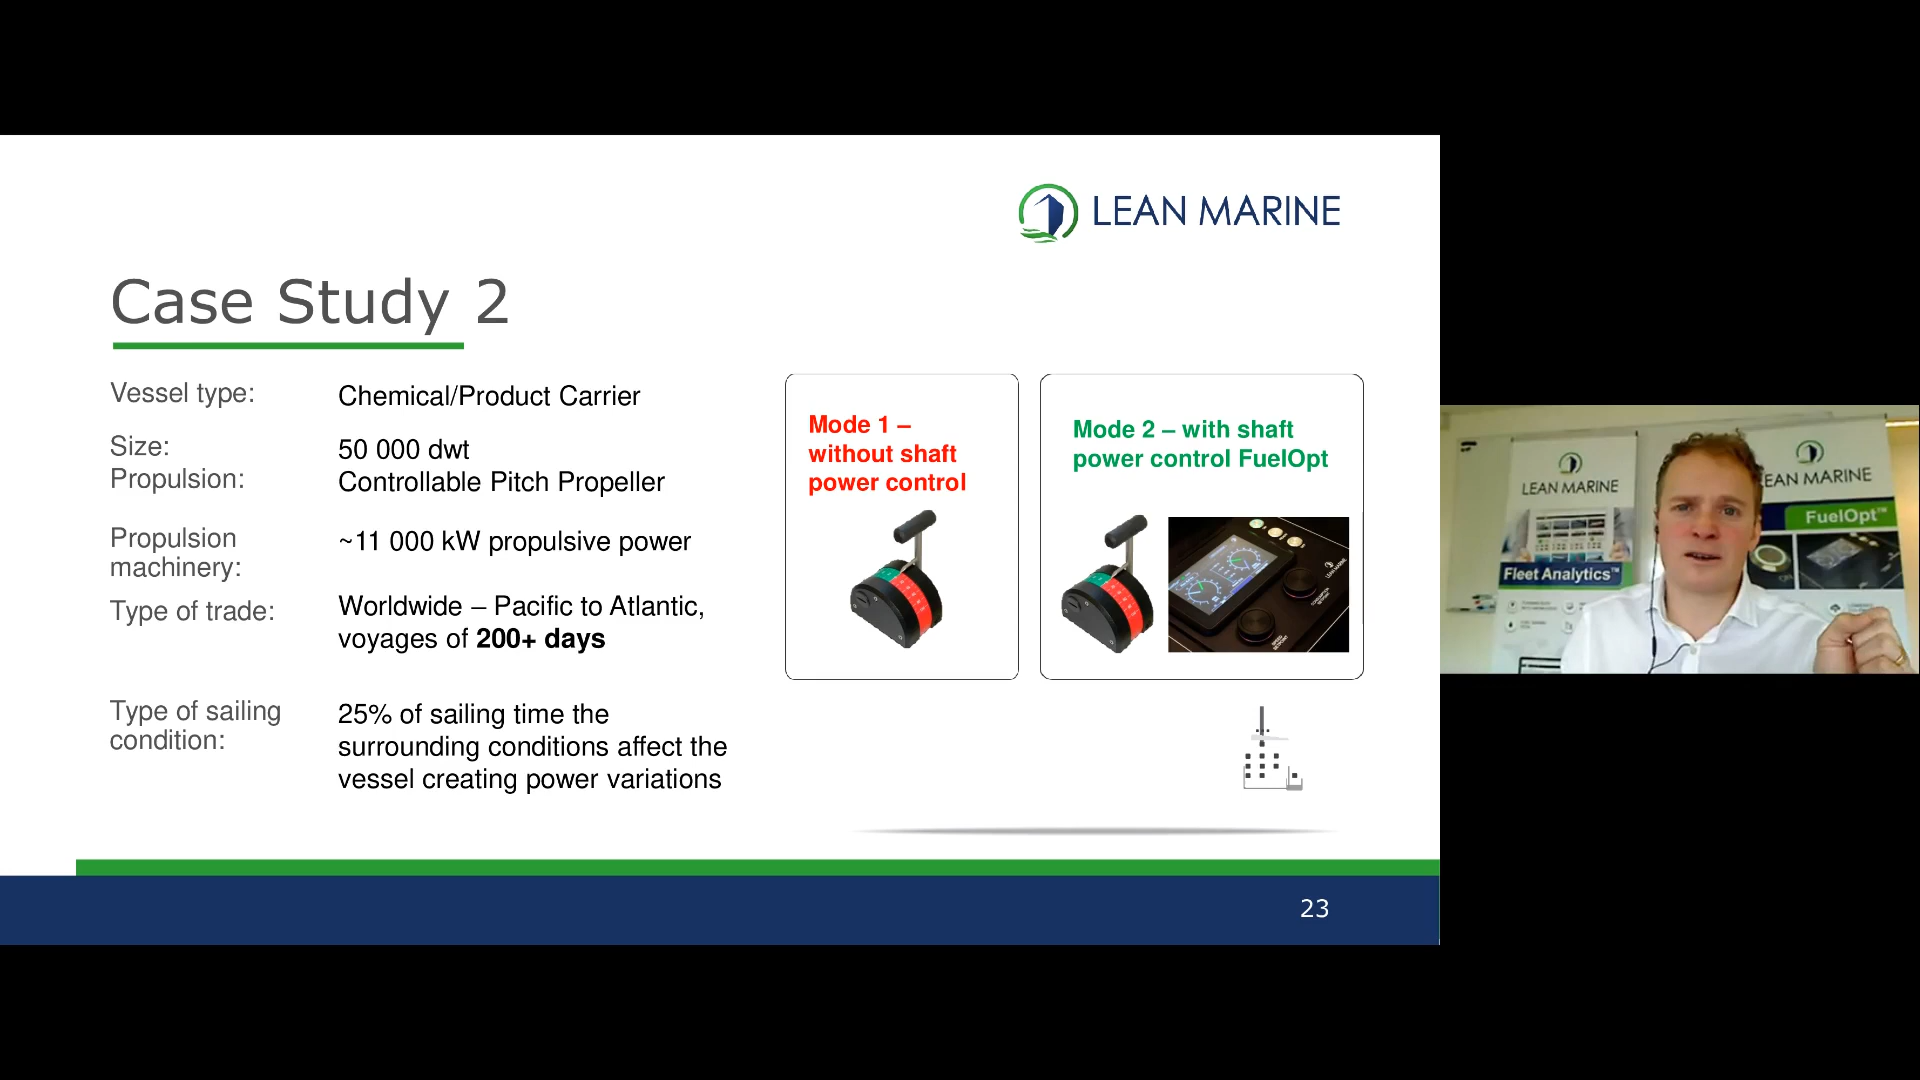 LEAN MARINE
Case Study 2
Vessel type: Chemical/Product Carrier
Size: 50 000 dwt
Propulsion: Controllable Pitch Propeller
Propulsion machinery: ~11 000 kW propulsive power
Type of trade: Worldwide – Pacific to Atlantic,
voyages of 200+ days
Type of sailing condition: 25% of sailing time the
surrounding conditions affect the
vessel creating power variations
Mode 1 –
without shaft
power control
Mode 2 – with shaft
power control FuelOpt
23
LEAN MARINE
Fleet Analytics™
EAN MARINE
FuelOpt™